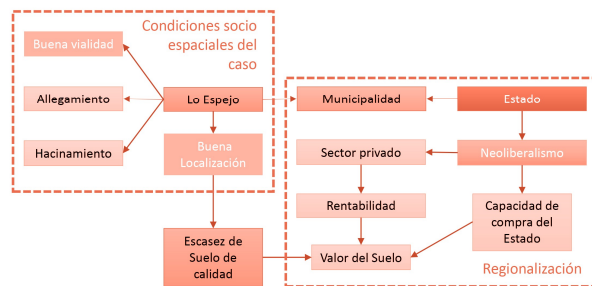 Condiciones socio
espaciales del
caso
Buena vialidad
Allegamiento
Lo Espejo
Hacinamiento
Buena
Localización
Escasez de
Suelo de
calidad
Municipalidad
Estado
Sector privado
Neoliberalismo
Rentabilidad
Capacidad de
compra del
Estado
Valor del Suelo
Regionalización